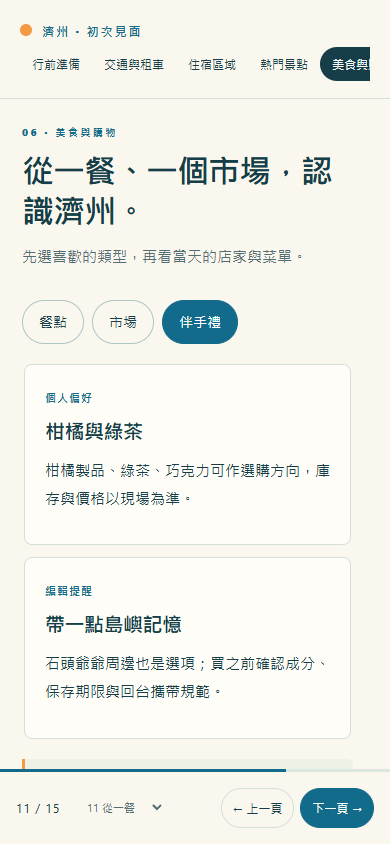 濟州・初次見面
行前準備 交通與租車 住宿區域 熱門景點 美食與
06・美食與購物
從一餐、一個市場，認
識濟州。
先選喜歡的類型，再看當天的店家與菜單。
餐點 市場 伴手禮
個人偏好
柑橘與綠茶
柑橘製品、綠茶、巧克力可作選購方向，庫
存與價格以現場為準。
編輯提醒
帶一點島嶼記憶
石頭爺爺周邊也是選項；買之前確認成分、
保存期限與回台攜帶規範。
11 / 15 11 從一餐 ← 上一頁 下一頁 →